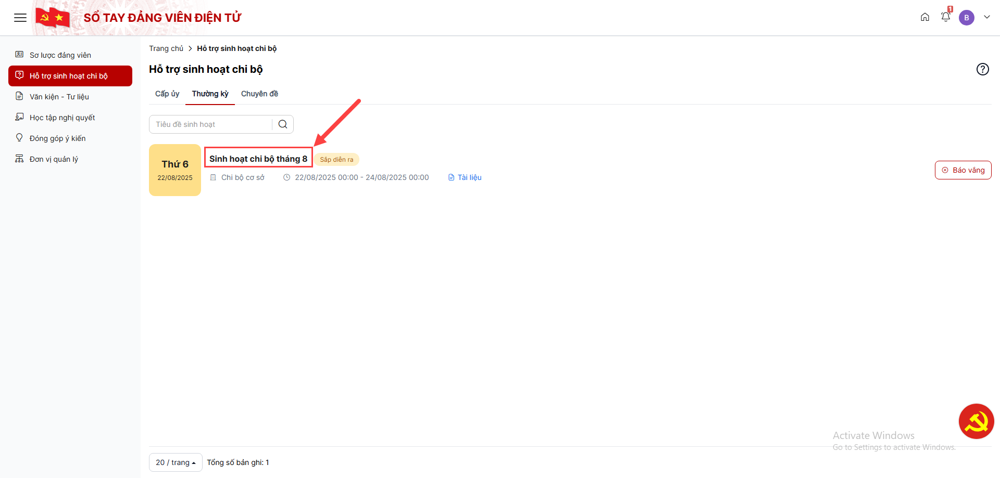 SỔ TAY ĐẢNG VIÊN ĐIỆN TỬ
1
B
Sơ lược đảng viên
Hỗ trợ sinh hoạt chi bộ
Văn kiện - Tư liệu
Học tập nghị quyết
Đóng góp ý kiến
Đơn vị quản lý
Trang chủ > Hỗ trợ sinh hoạt chi bộ
Hỗ trợ sinh hoạt chi bộ
?
Cấp ủy Thường kỳ Chuyên đề
Tiêu đề sinh hoạt
Thứ 6
22/08/2025
Sinh hoạt chi bộ tháng 8 Sắp diễn ra
Chi bộ cơ sở 22/08/2025 00:00 - 24/08/2025 00:00 Tài liệu
Báo vắng
Activate Windows
Go to Settings to activate Windows.
20 / trang Tổng số bản ghi: 1